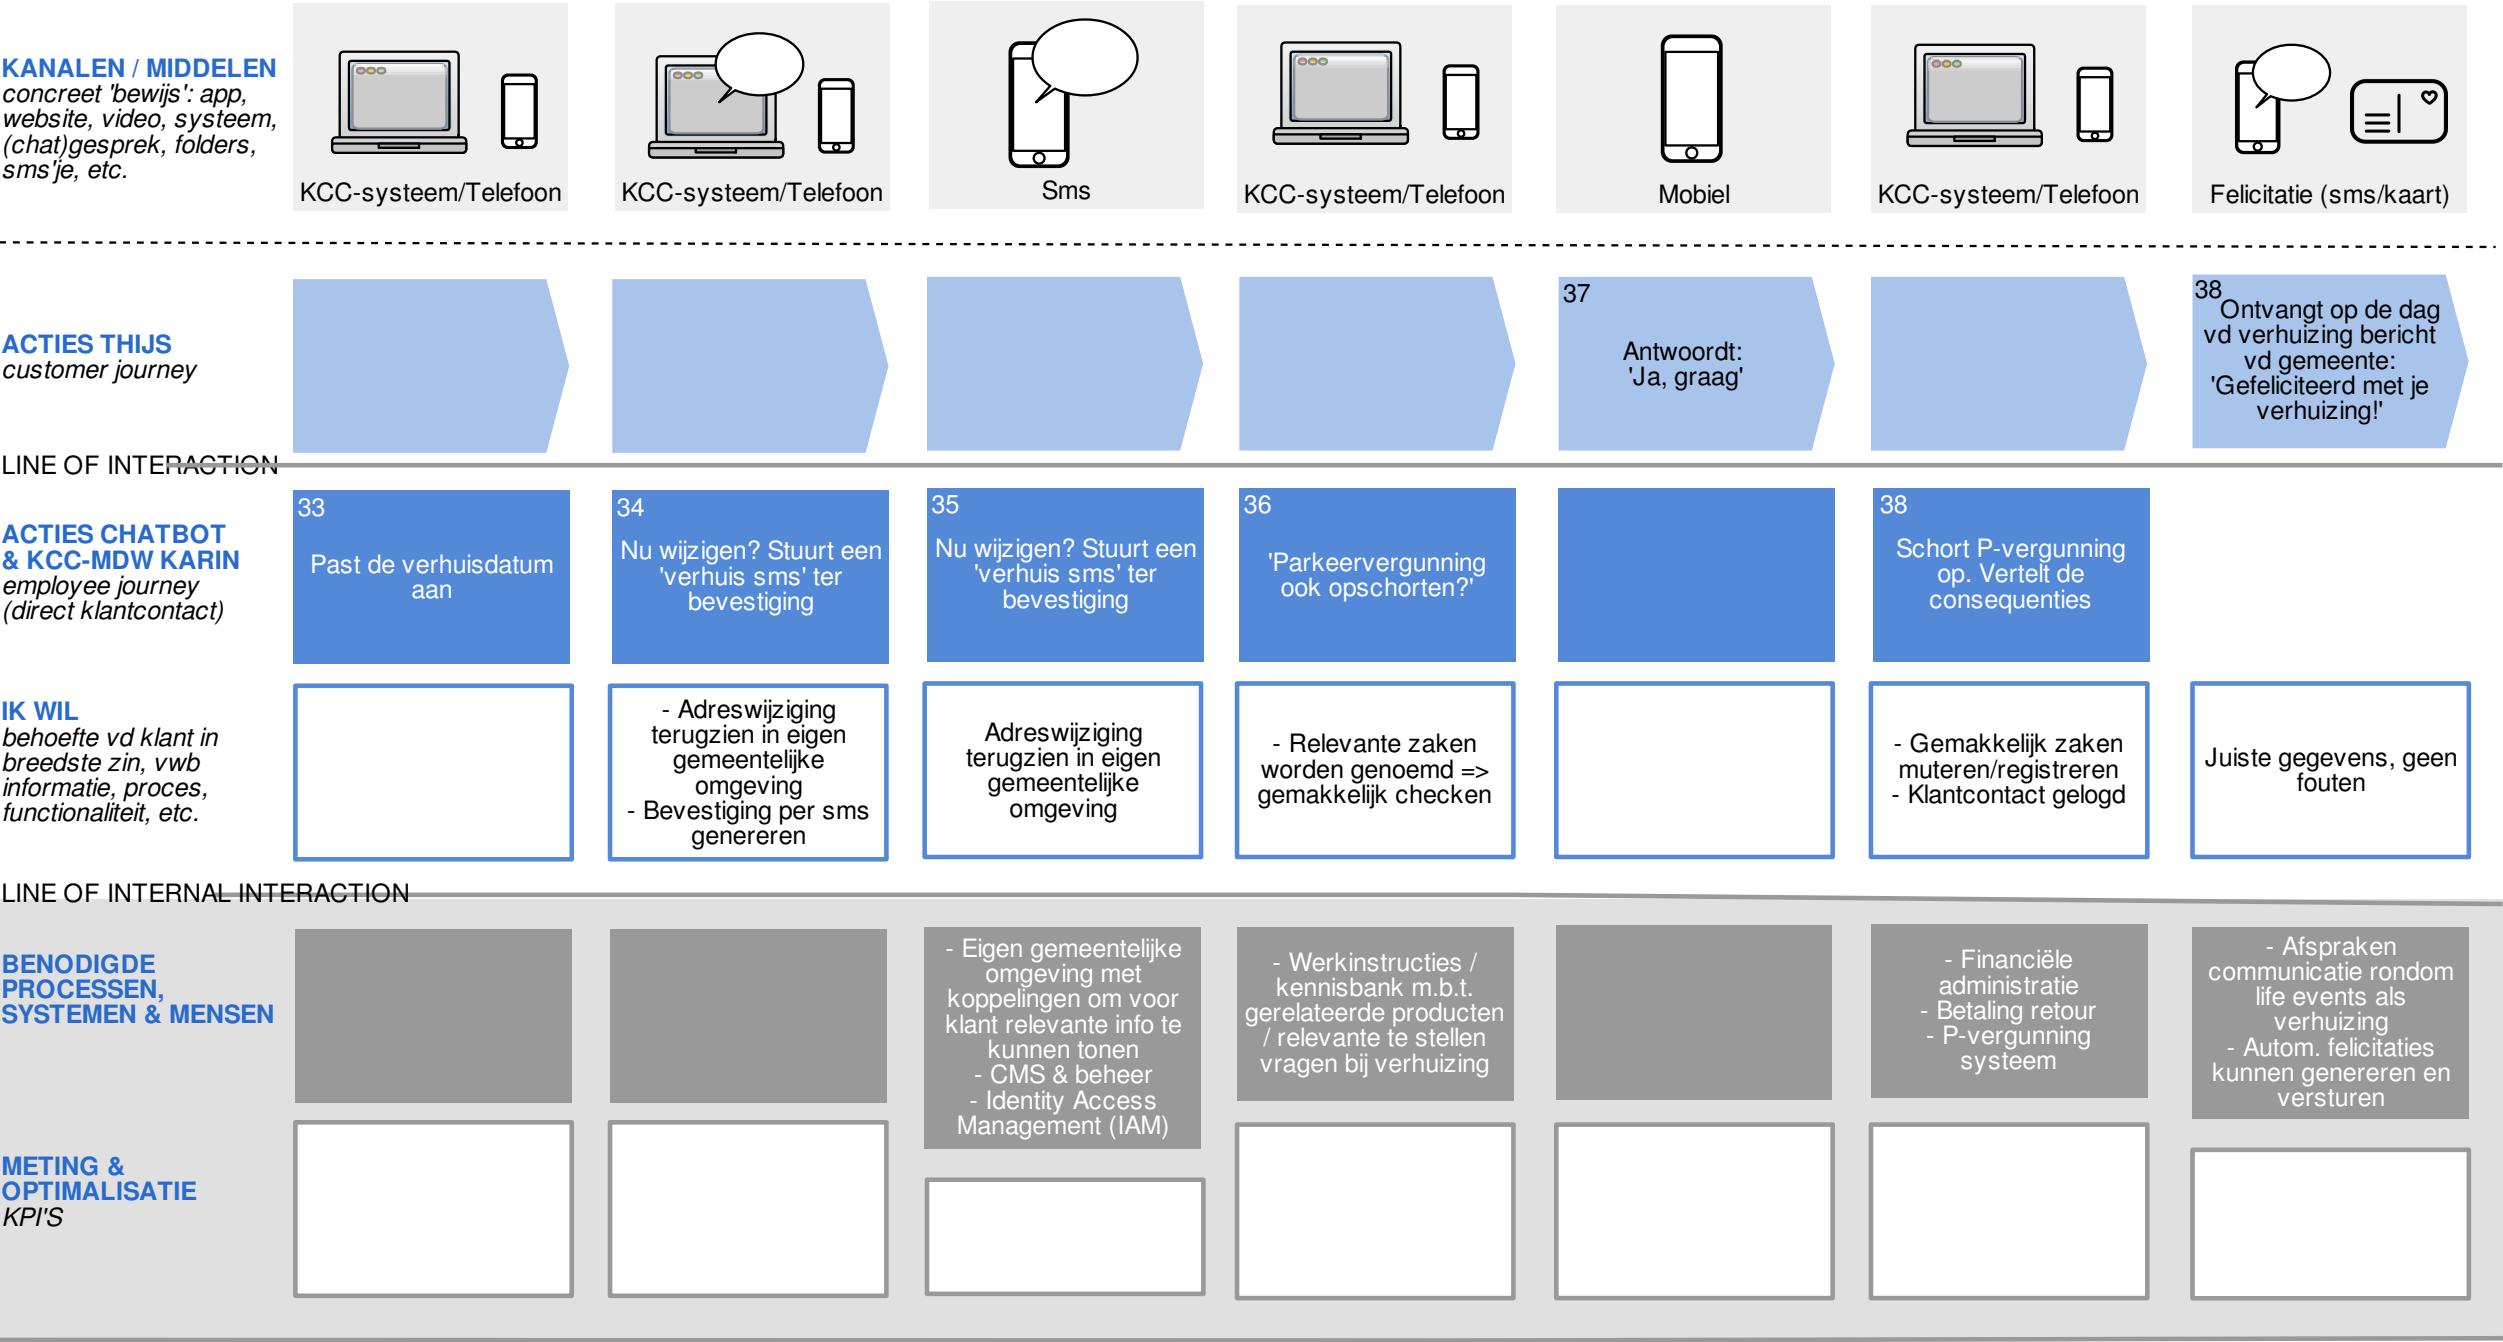 KANALEN / MIDDELEN
concreet 'bewijs': app,
website, video, systeem,
(chat)gesprek, folders,
sms'je, etc.
KCC-systeem/Telefoon
KCC-systeem/Telefoon
Sms
KCC-systeem/Telefoon
Mobiel
KCC-systeem/Telefoon
Felicitatie (sms/kaart)
ACTIES THIJS
customer journey
37
Antwoordt:
'Ja, graag'
38
Ontvangt op de dag
vd verhuizing bericht
vd gemeente:
'Gefeliciteerd met je
verhuizing!'
LINE OF INTERACTION
ACTIES CHATBOT
& KCC-MDW KARIN
employee journey
(direct klantcontact)
33
Past de verhuisdatum
aan
34
Nu wijzigen? Stuurt een
'verhuis sms' ter
bevestiging
35
Nu wijzigen? Stuurt een
'verhuis sms' ter
bevestiging
36
'Parkeervergunning
ook opschorten?'
38
Schort P-vergunning
op. Vertelt de
consequenties
IK WIL
behoefte vd klant in
breedste zin, vwb
informatie, proces,
functionaliteit, etc.
- Adreswijziging
terugzien in eigen
gemeentelijke
omgeving
- Bevestiging per sms
genereren
Adreswijziging
terugzien in eigen
gemeentelijke
omgeving
- Relevante zaken
worden genoemd =>
gemakkelijk checken
- Gemakkelijk zaken
muteren/registreren
- Klantcontact gelogd
Juiste gegevens, geen
fouten
LINE OF INTERNAL INTERACTION
BENODIGDE
PROCESSEN,
SYSTEMEN & MENSEN
- Eigen gemeentelijke
omgeving met
koppelingen om voor
klant relevante info te
kunnen tonen
- CMS & beheer
- Identity Access
Management (IAM)
- Werkinstructies /
kennisbank m.b.t.
gerelateerde producten
/ relevante te stellen
vragen bij verhuizing
- Financiële
administratie
- Betaling retour
- P-vergunning
systeem
- Afspraken
communicatie rondom
life events als
verhuizing
- Autom. felicitaties
kunnen genereren en
versturen
METING &
OPTIMALISATIE
KPI'S